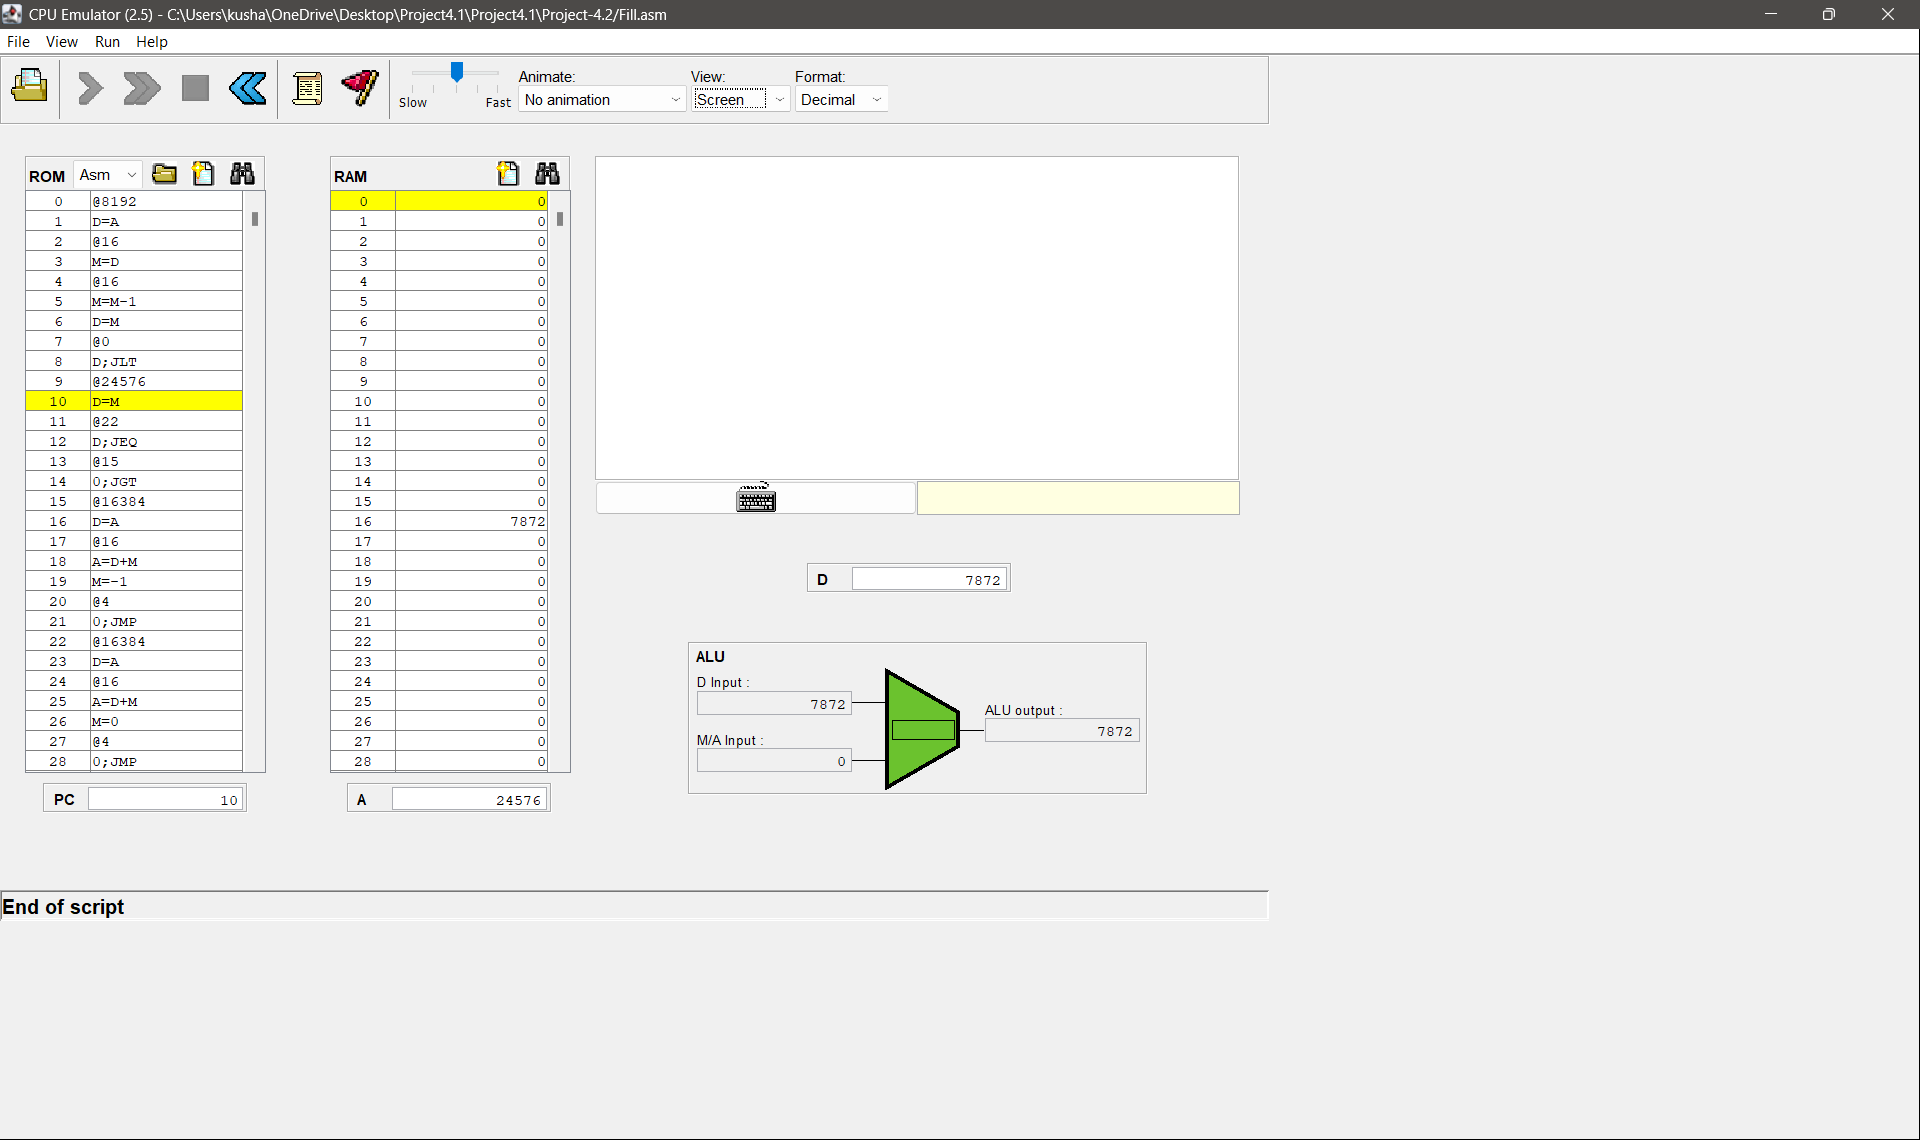 CPU Emulator (2.5) - C:\Users\kusha\OneDrive\Desktop\Project4.1\Project4.1\Project-4.2/Fill.asm
File View Run Help
Slow Fast
Animate:
No animation
View:
Screen
Format:
Decimal
ROM Asm
0 @8192
1 D=A
2 @16
3 M=D
4 @16
5 M=M-1
6 D=M
7 @0
8 D;JLT
9 @24576
10 D=M
11 @22
12 D;JEQ
13 @15
14 0;JGT
15 @16384
16 D=A
17 @16
18 A=D+M
19 M=-1
20 @4
21 0;JMP
22 @16384
23 D=A
24 @16
25 A=D+M
26 M=0
27 @4
28 0;JMP
PC 10
RAM
0 0
1 0
2 0
3 0
4 0
5 0
6 0
7 0
8 0
9 0
10 0
11 0
12 0
13 0
14 0
15 0
16 7872
17 0
18 0
19 0
20 0
21 0
22 0
23 0
24 0
25 0
26 0
27 0
28 0
A 24576
D 7872
ALU
D Input :
7872
M/A Input :
0
ALU output :
7872
End of script